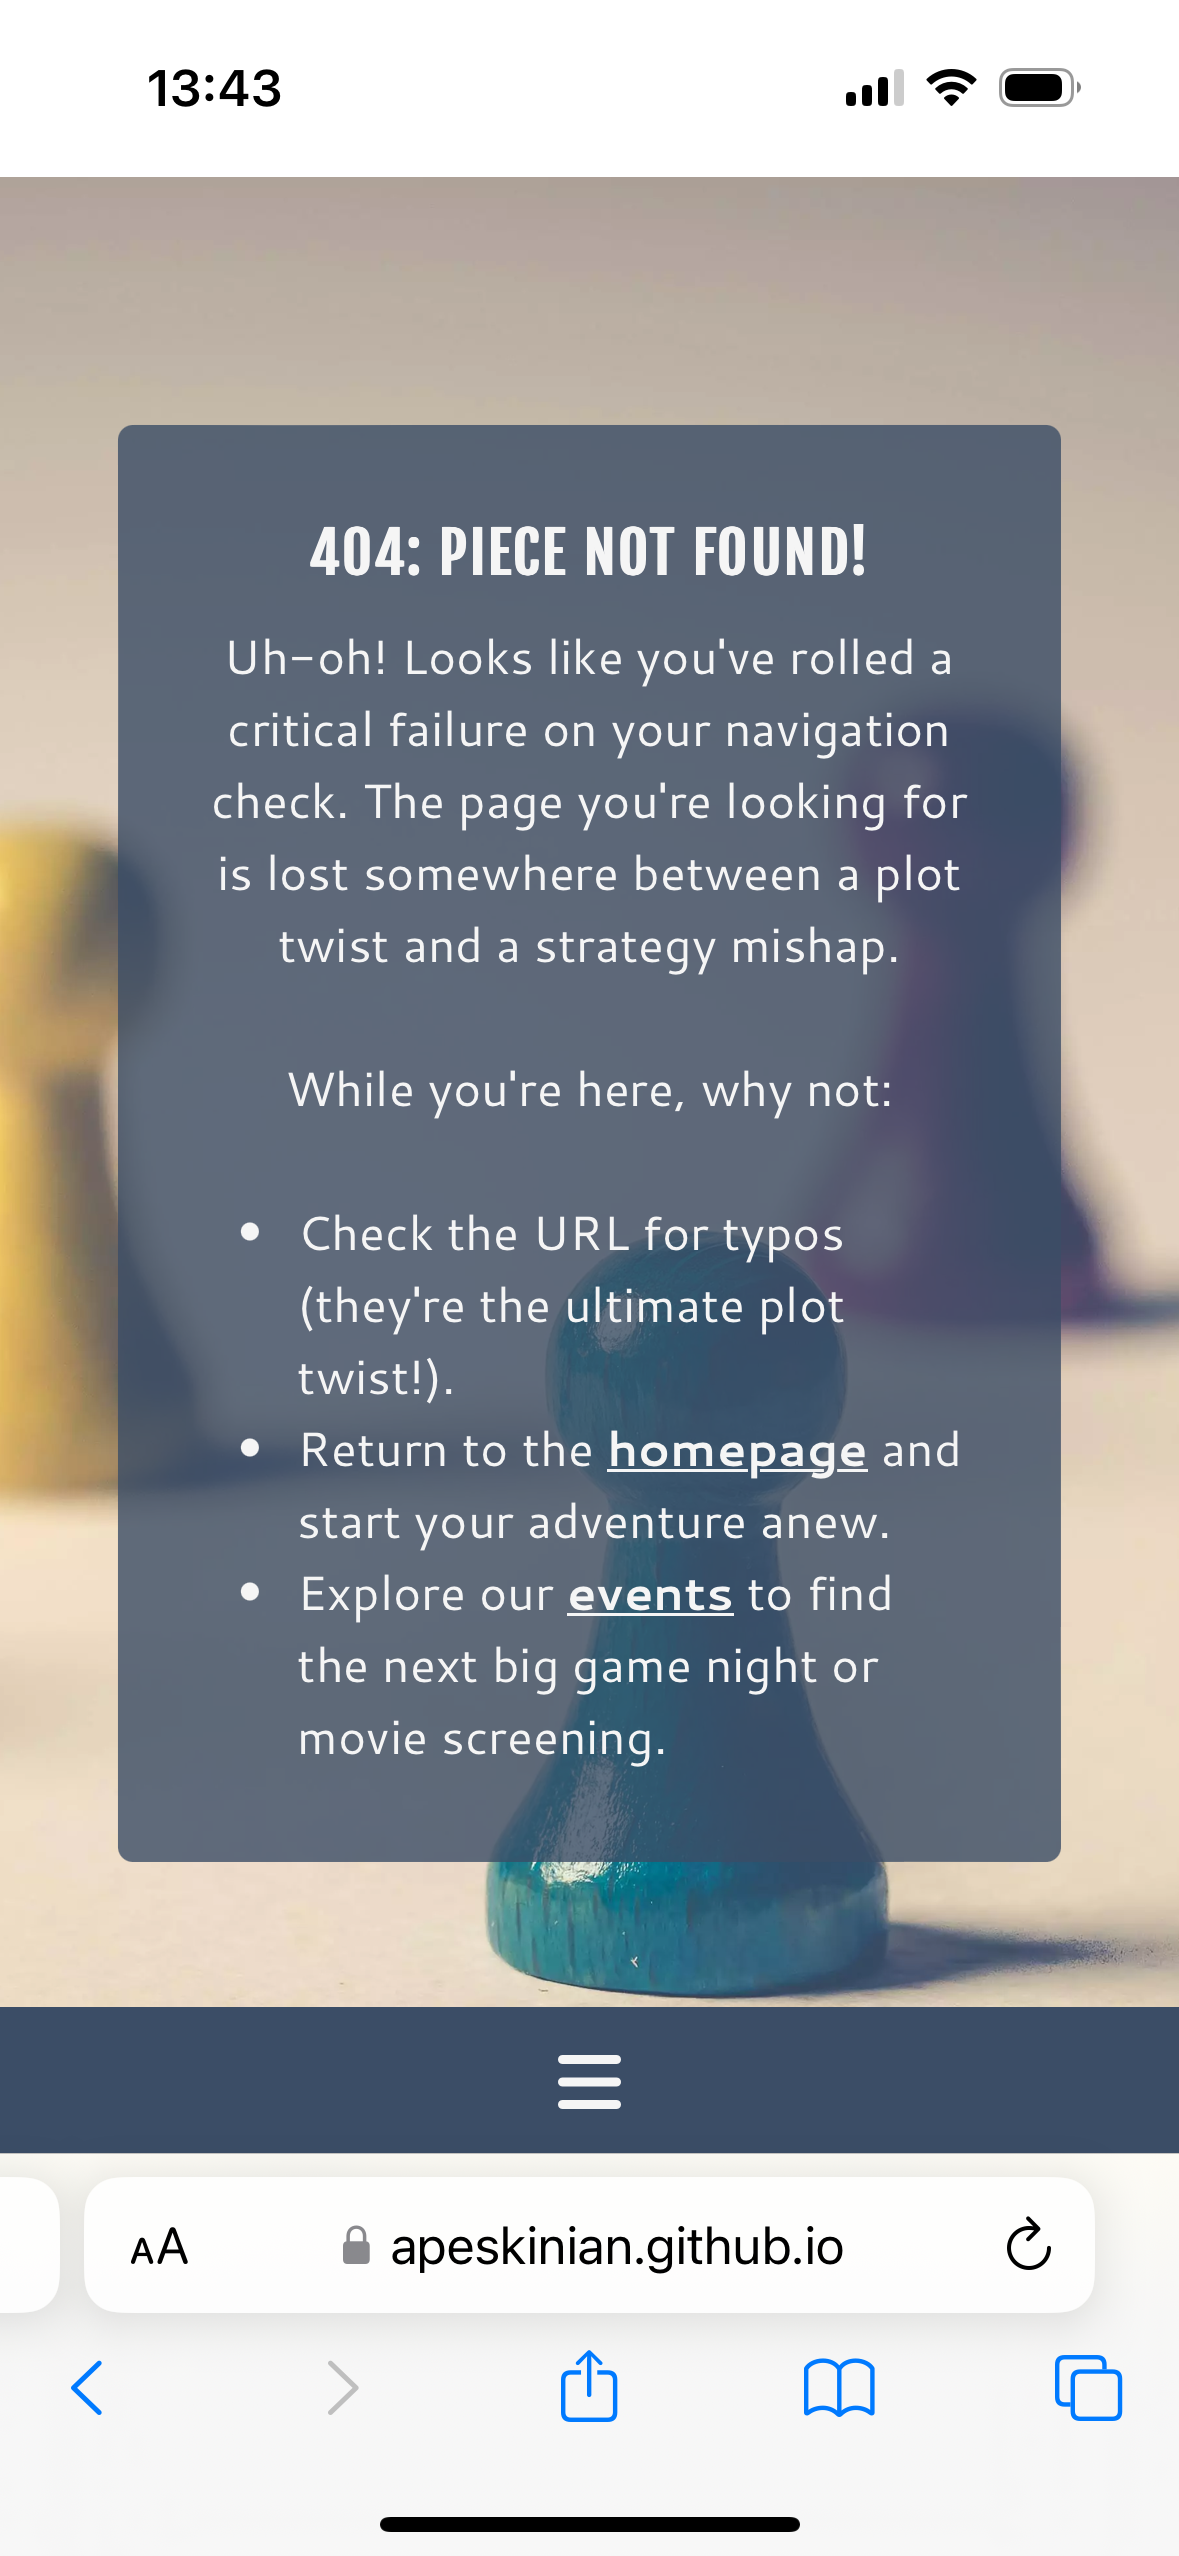 13:43
404: PIECE NOT FOUND!
Uh-oh! Looks like you've rolled a
critical failure on your navigation
check. The page you're looking for
is lost somewhere between a plot
twist and a strategy mishap.
While you're here, why not:
• Check the URL for typos
(they're the ultimate plot
twist!).
• Return to the homepage and
start your adventure anew.
• Explore our events to find
the next big game night or
movie screening.
AA apeskinian.github.io